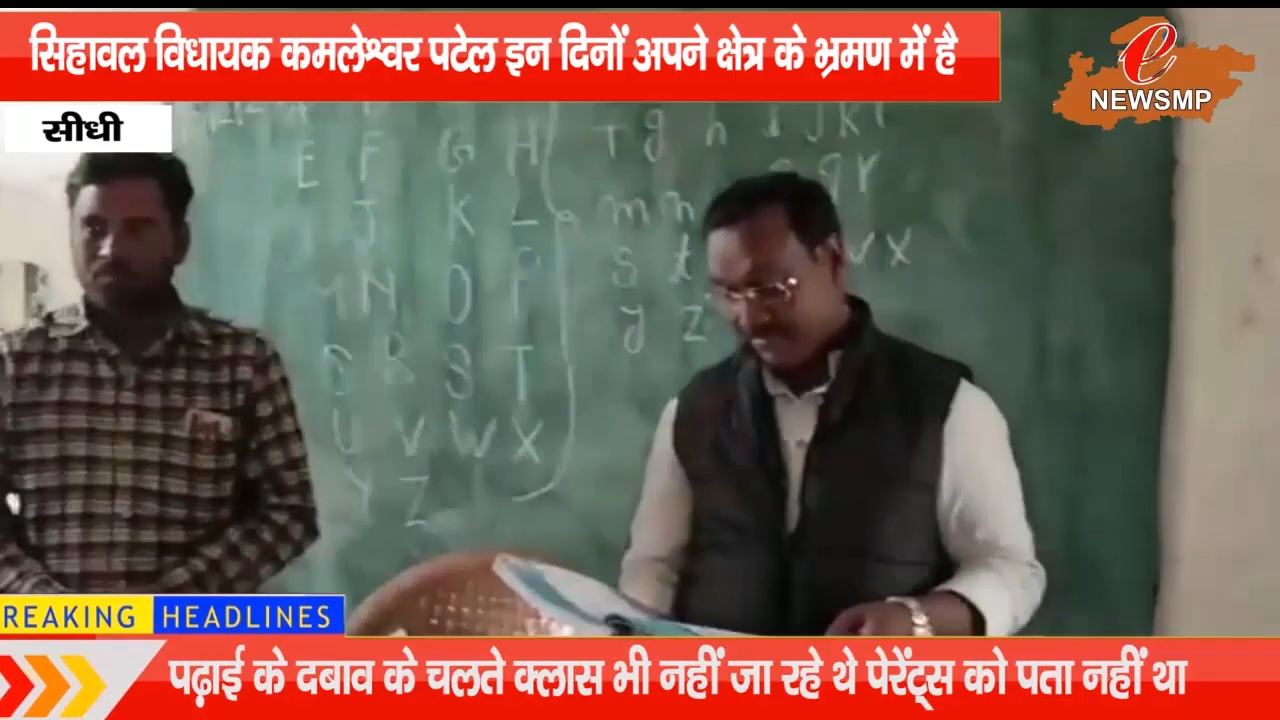 सिहावल विधायक कमलेश्वर पटेल इन दिनों अपने क्षेत्र के भ्रमण में है
e
NEWSMP
सीधी
E F G H
J K L
M N O P
R S T
U V W X
Y Z
T g h i J k l
q r
m n
s t
v x
y z
REAKING HEADLINES
पढ़ाई के दबाव के चलते क्लास भी नहीं जा रहे थे पेरेंट्स को पता नहीं था